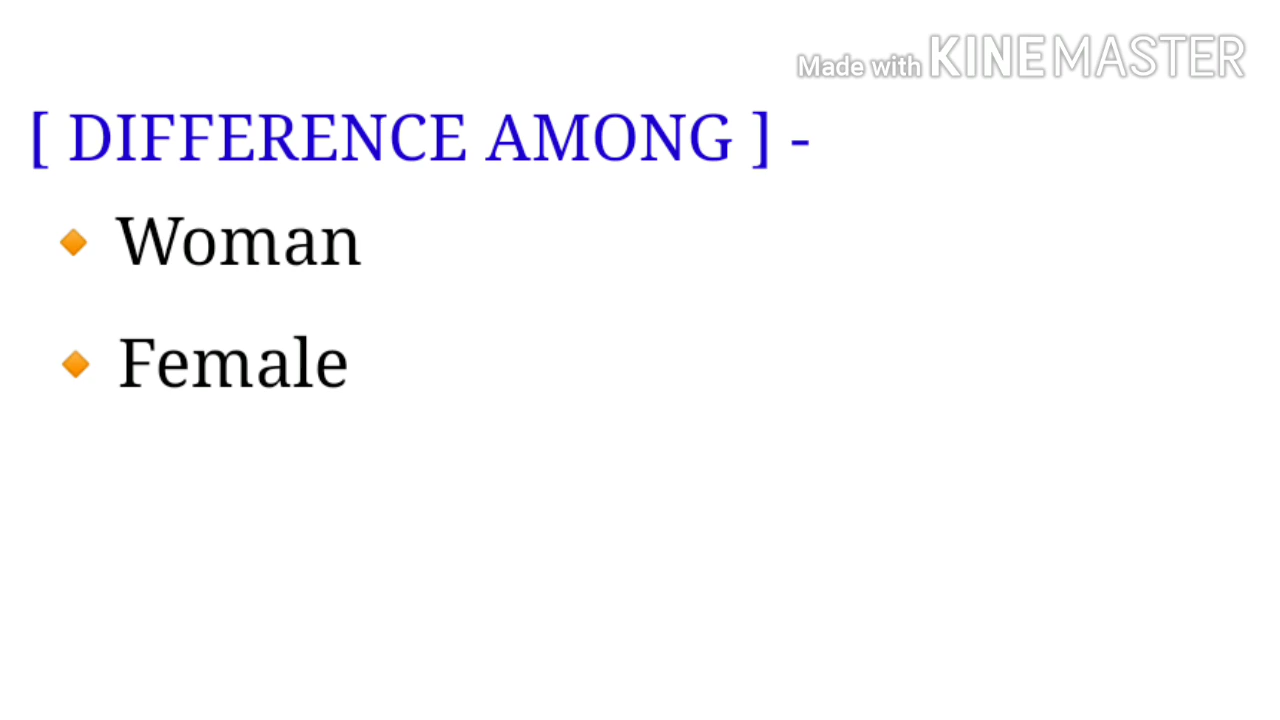 Made with KINEMASTER
[ DIFFERENCE AMONG ] -
🔸 Woman
🔸 Female